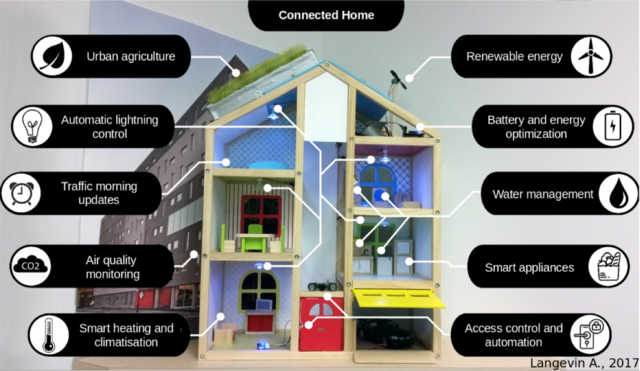 Connected Home
Urban agriculture
Renewable energy
Automatic lightning
control
Battery and energy
optimization
Traffic morning
updates
Water management
CO2
Air quality
monitoring
Smart appliances
Smart heating and
climatisation
Access control and
automation
Langevin A., 2017